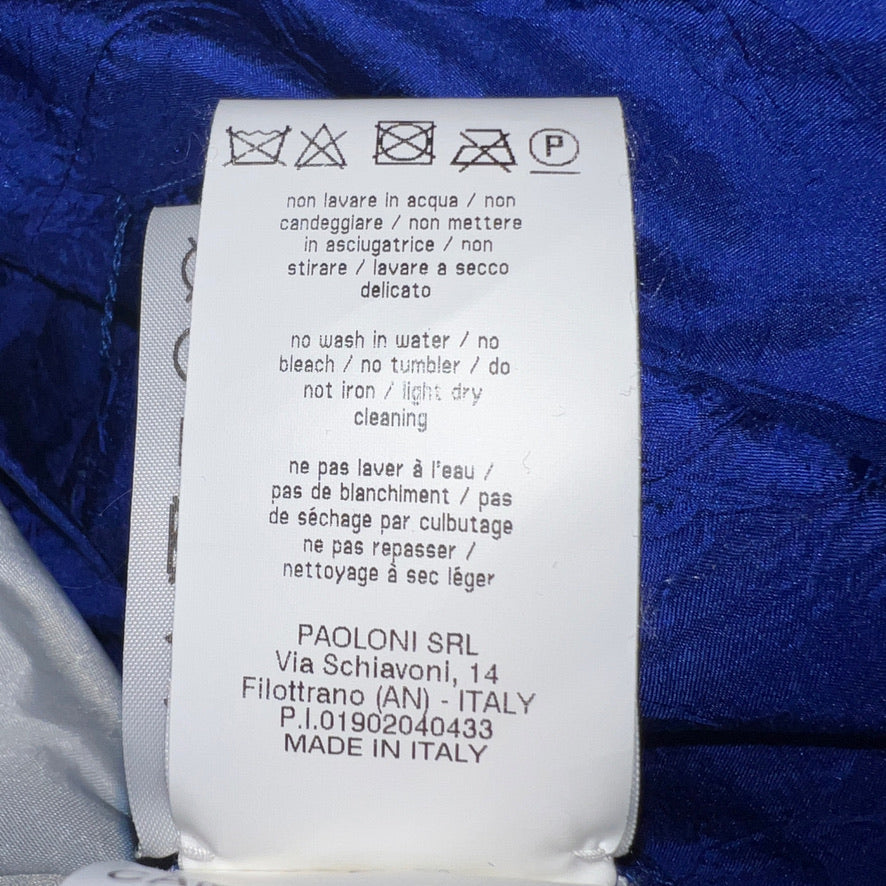 P
non lavare in acqua / non
candeggiare / non mettere
in asciugatrice / non
stirare / lavare a secco
delicato
no wash in water / no
bleach / no tumbler / do
not iron / light dry
cleaning
ne pas laver à l'eau /
pas de blanchiment / pas
de séchage par culbutage
ne pas repasser /
nettoyage à sec léger
PAOLONI SRL
Via Schiavoni, 14
Filottrano (AN) - ITALY
P.I.01902040433
MADE IN ITALY